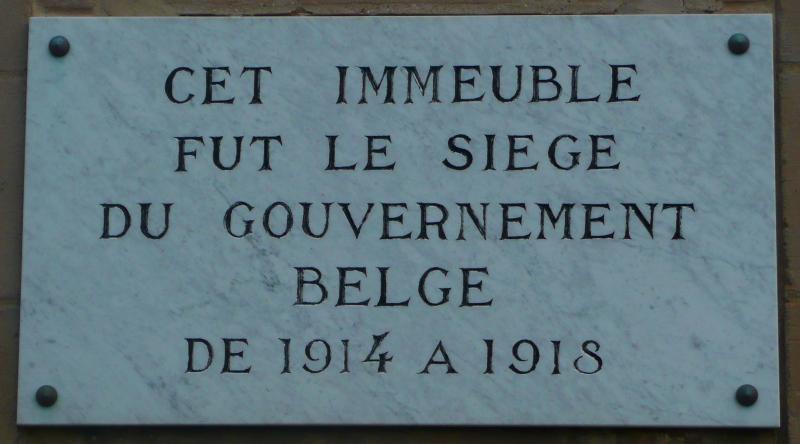 CET IMMEUBLE
FUT LE SIEGE
DU GOUVERNEMENT
BELGE
DE 1914 A 1918